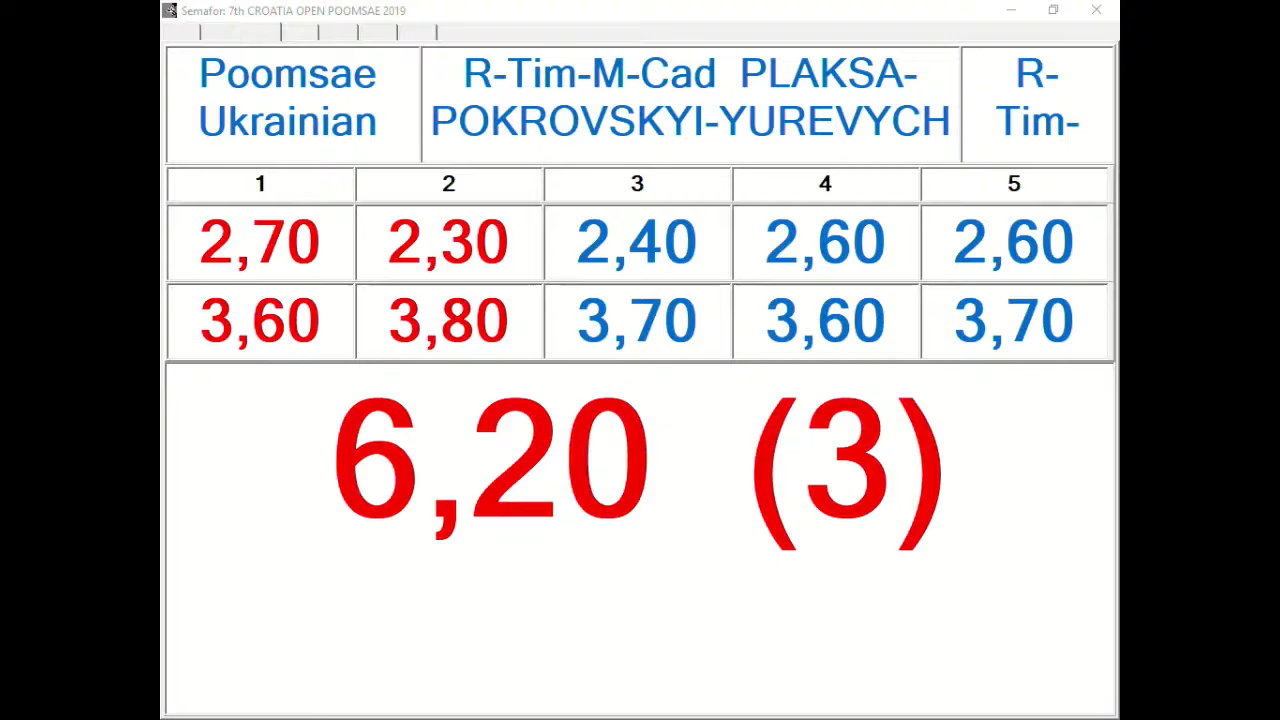 Semafor: 7th CROATIA OPEN POOMSAE 2019
Poomsae
Ukrainian
R-Tim-M-Cad PLAKSA-
POKROVSKYI-YUREVYCH
R-
Tim-
1 2 3 4 5
2,70 2,30 2,40 2,60 2,60
3,60 3,80 3,70 3,60 3,70
6,20 (3)